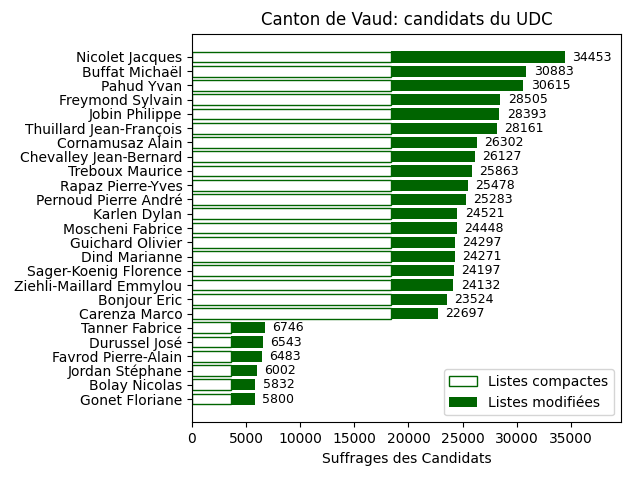 Canton de Vaud: candidats du UDC
Nicolet Jacques 34453
Buffat Michaël 30883
Pahud Yvan 30615
Freymond Sylvain 28505
Jobin Philippe 28393
Thuillard Jean-François 28161
Cornamusaz Alain 26302
Chevalley Jean-Bernard 26127
Treboux Maurice 25863
Rapaz Pierre-Yves 25478
Pernoud Pierre André 25283
Karlen Dylan 24521
Moscheni Fabrice 24448
Guichard Olivier 24297
Dind Marianne 24271
Sager-Koenig Florence 24197
Ziehli-Maillard Emmylou 24132
Bonjour Eric 23524
Carenza Marco 22697
Tanner Fabrice 6746
Durussel José 6543
Favrod Pierre-Alain 6483
Jordan Stéphane 6002
Bolay Nicolas 5832
Gonet Floriane 5800
Listes compactes
Listes modifiées
0 5000 10000 15000 20000 25000 30000 35000
Suffrages des Candidats